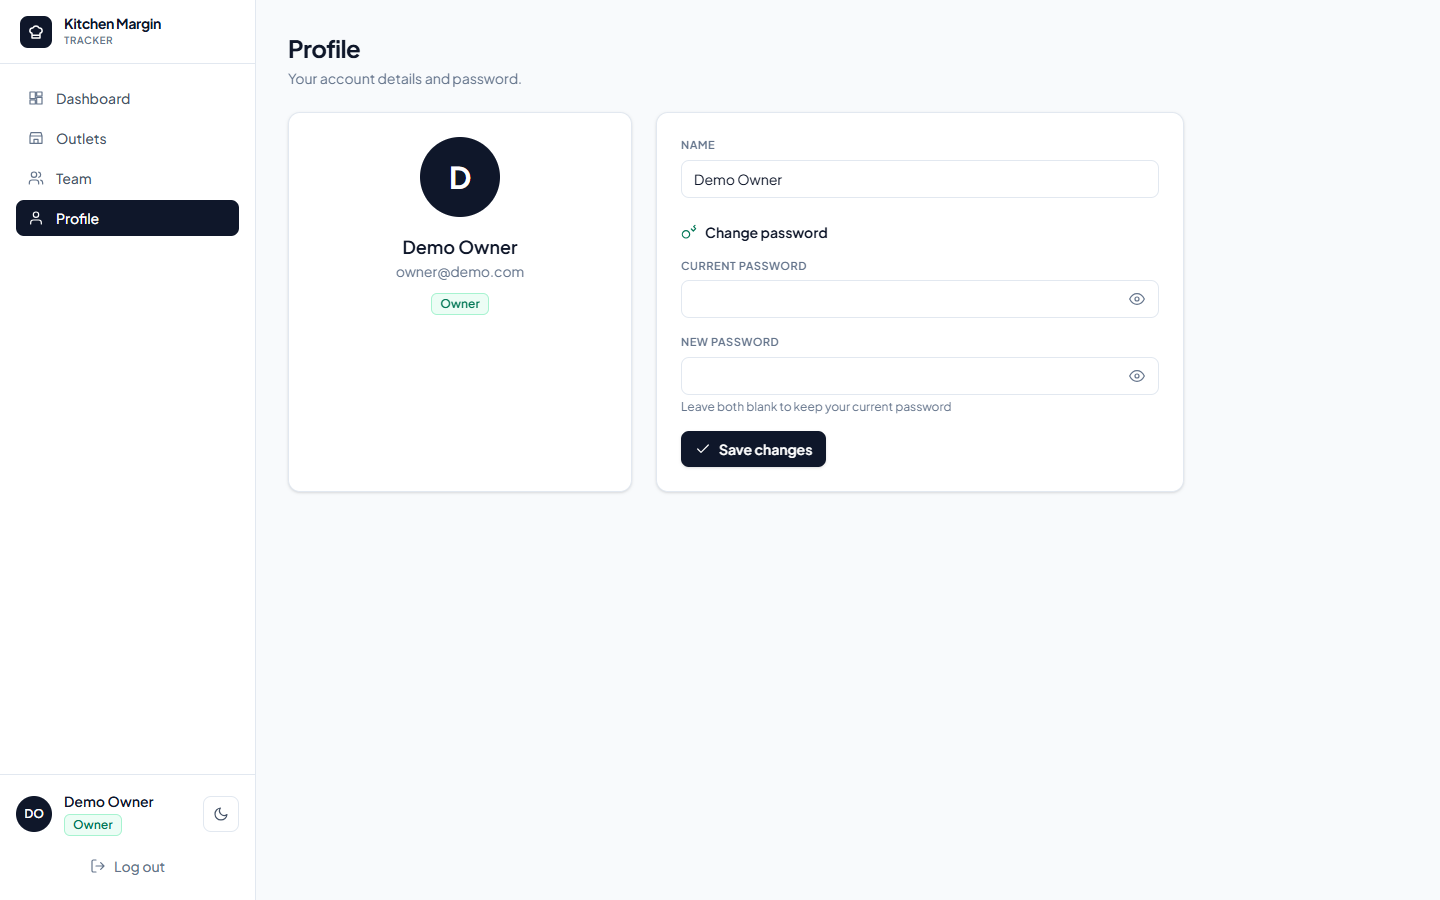 Kitchen Margin
TRACKER
Dashboard
Outlets
Team
Profile
DO
Demo Owner
Owner
Log out
Profile
Your account details and password.
D
Demo Owner
owner@demo.com
Owner
NAME
Demo Owner
Change password
CURRENT PASSWORD
NEW PASSWORD
Leave both blank to keep your current password
Save changes